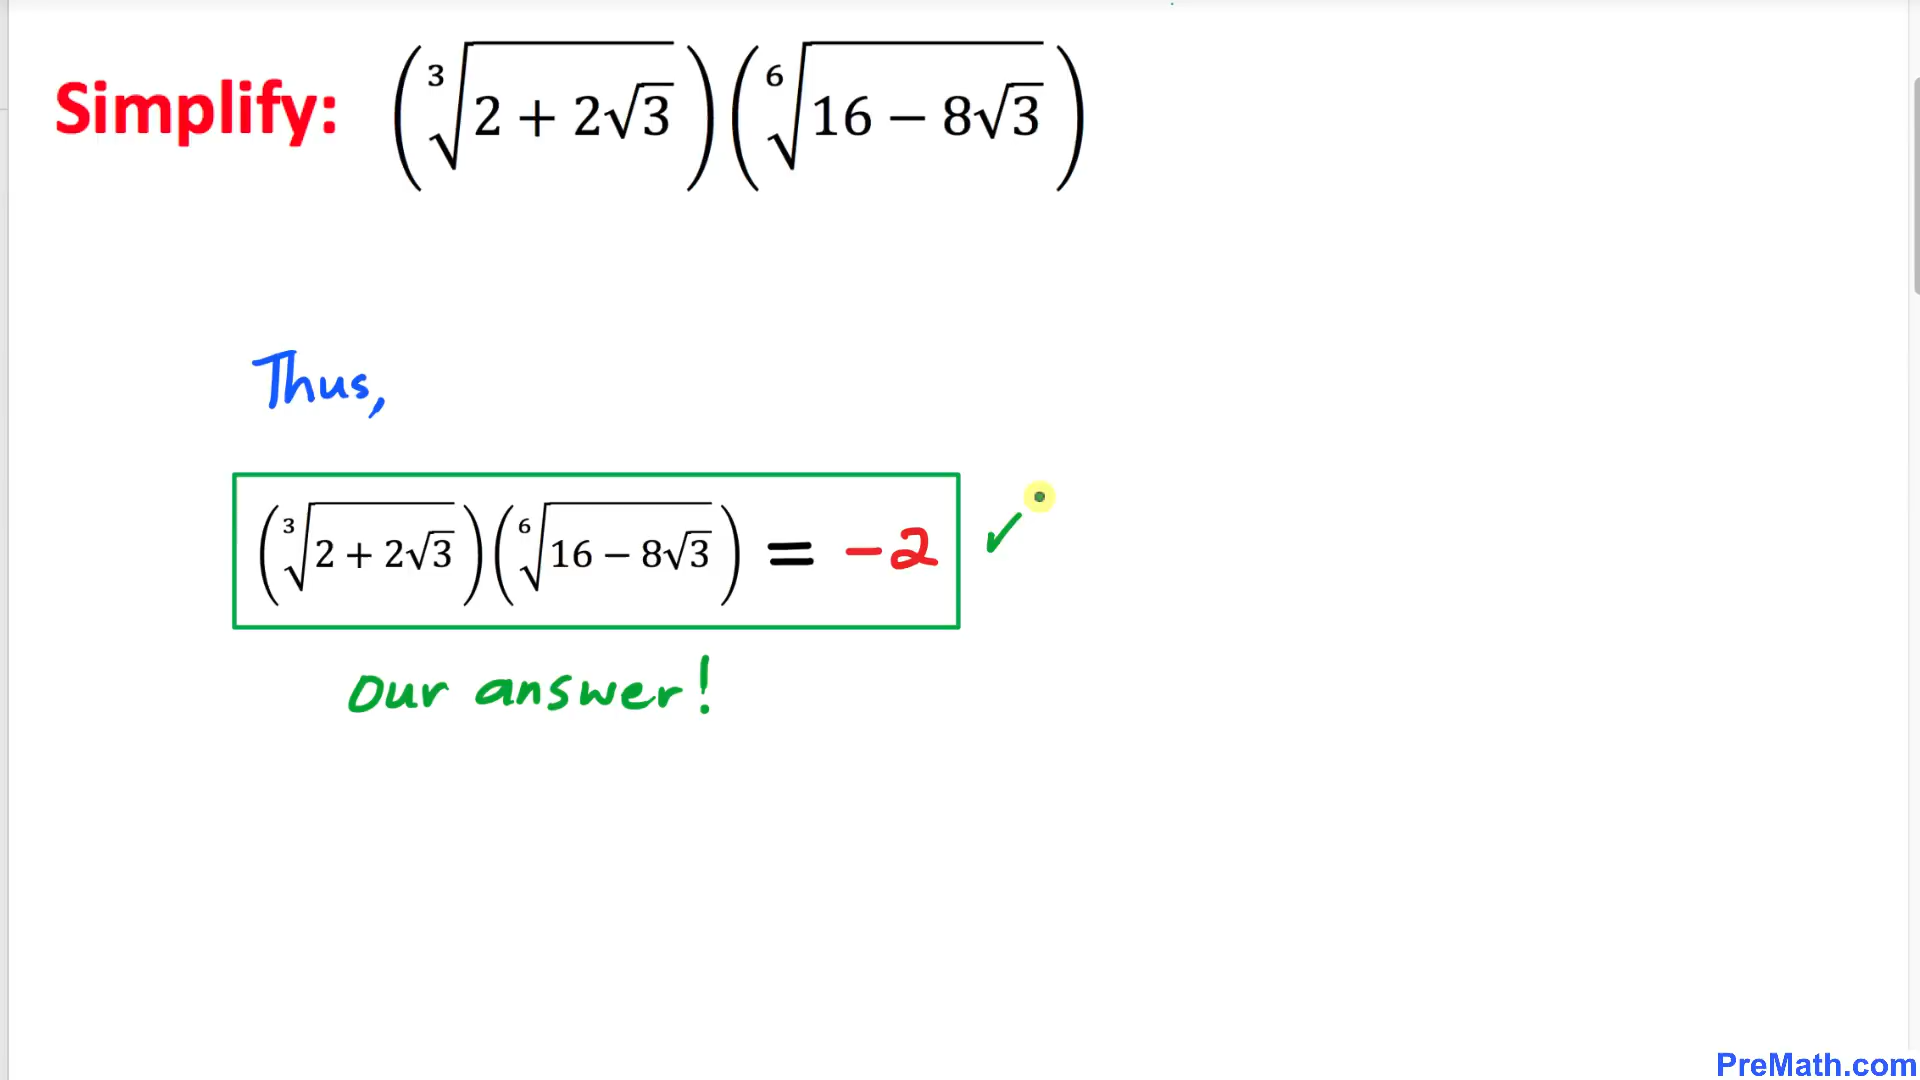 Simplify: (∛(2 + 2√3))(⁶√(16 − 8√3))
Thus,
(∛(2 + 2√3))(⁶√(16 − 8√3)) = −2 ✓
our answer!
PreMath.com